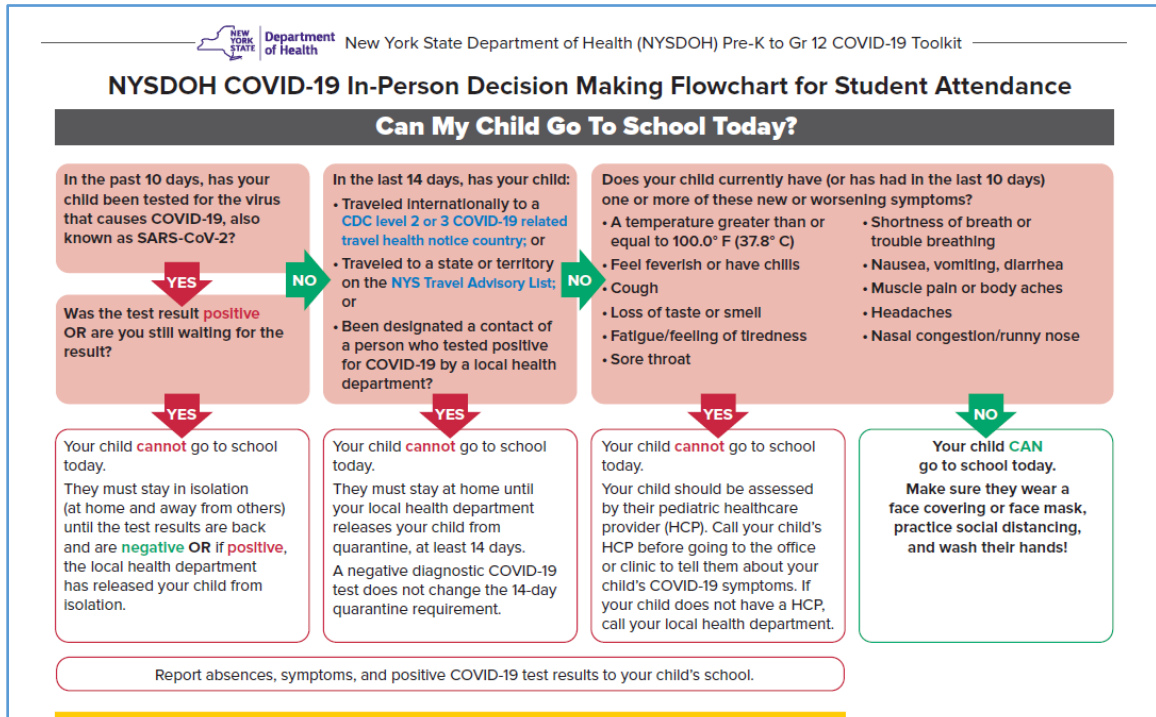 NEW
YORK
STATE
Department
of Health
New York State Department of Health (NYSDOH) Pre-K to Gr 12 COVID-19 Toolkit
NYSDOH COVID-19 In-Person Decision Making Flowchart for Student Attendance
Can My Child Go To School Today?
In the past 10 days, has your
child been tested for the virus
that causes COVID-19, also
known as SARS-CoV-2?
YES
Was the test result positive
OR are you still waiting for the
result?
NO
In the last 14 days, has your child:
• Traveled internationally to a
CDC level 2 or 3 COVID-19 related
travel health notice country; or
• Traveled to a state or territory
on the NYS Travel Advisory List;
or
• Been designated a contact of
a person who tested positive
for COVID-19 by a local health
department?
NO
Does your child currently have (or has had in the last 10 days)
one or more of these new or worsening symptoms?
• A temperature greater than or
equal to 100.0° F (37.8° C)
• Feel feverish or have chills
• Cough
• Loss of taste or smell
• Fatigue/feeling of tiredness
• Sore throat
• Shortness of breath or
trouble breathing
• Nausea, vomiting, diarrhea
• Muscle pain or body aches
• Headaches
• Nasal congestion/runny nose
YES
Your child cannot go to school
today.
They must stay in isolation
(at home and away from others)
until the test results are back
and are negative OR if positive,
the local health department
has released your child from
isolation.
YES
Your child cannot go to school
today.
They must stay at home until
your local health department
releases your child from
quarantine, at least 14 days.
A negative diagnostic COVID-19
test does not change the 14-day
quarantine requirement.
YES
Your child cannot go to school
today.
Your child should be assessed
by their pediatric healthcare
provider (HCP). Call your child's
HCP before going to the office
or clinic to tell them about your
child's COVID-19 symptoms. If
your child does not have a HCP,
call your local health department.
NO
Your child CAN
go to school today.
Make sure they wear a
face covering or face mask,
practice social distancing,
and wash their hands!
Report absences, symptoms, and positive COVID-19 test results to your child's school.